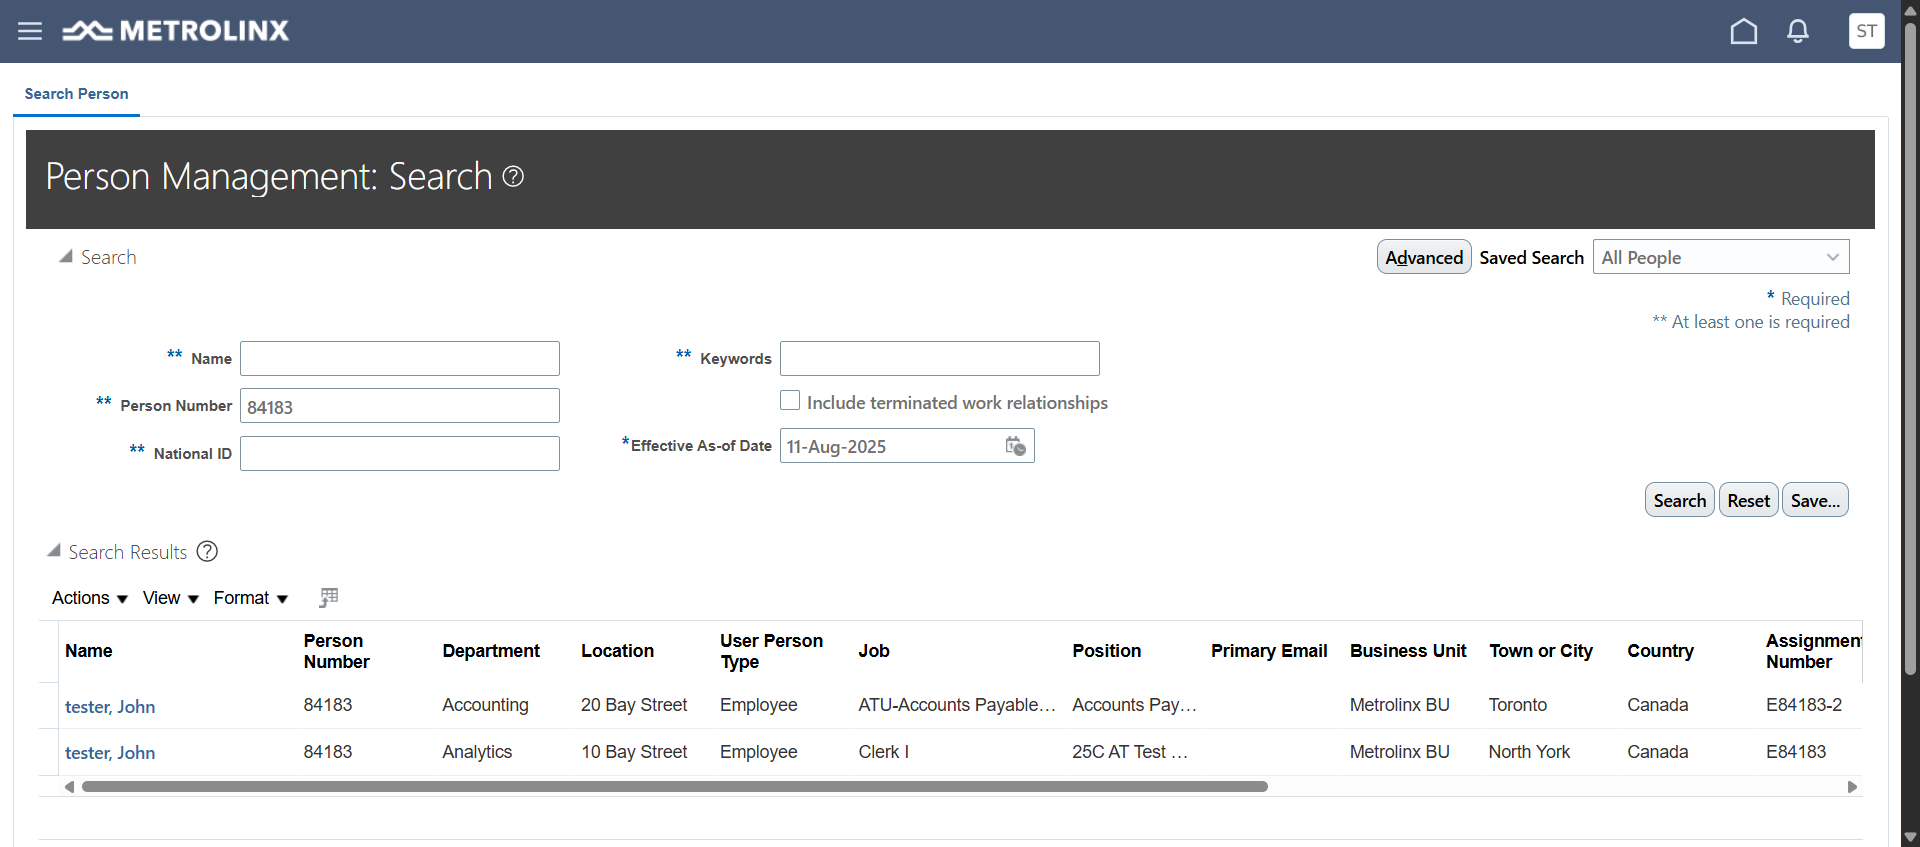 METROLINX
ST
Search Person
Person Management: Search
Search
Advanced Saved Search All People
* Required
** At least one is required
** Name
** Keywords
** Person Number 84183
Include terminated work relationships
** National ID
*Effective As-of Date 11-Aug-2025
Search Reset Save...
Search Results
Actions View Format
Name Person Number Department Location User Person Type Job Position Primary Email Business Unit Town or City Country Assignment Number
tester, John 84183 Accounting 20 Bay Street Employee ATU-Accounts Payable... Accounts Pay... Metrolinx BU Toronto Canada E84183-2
tester, John 84183 Analytics 10 Bay Street Employee Clerk I 25C AT Test ... Metrolinx BU North York Canada E84183